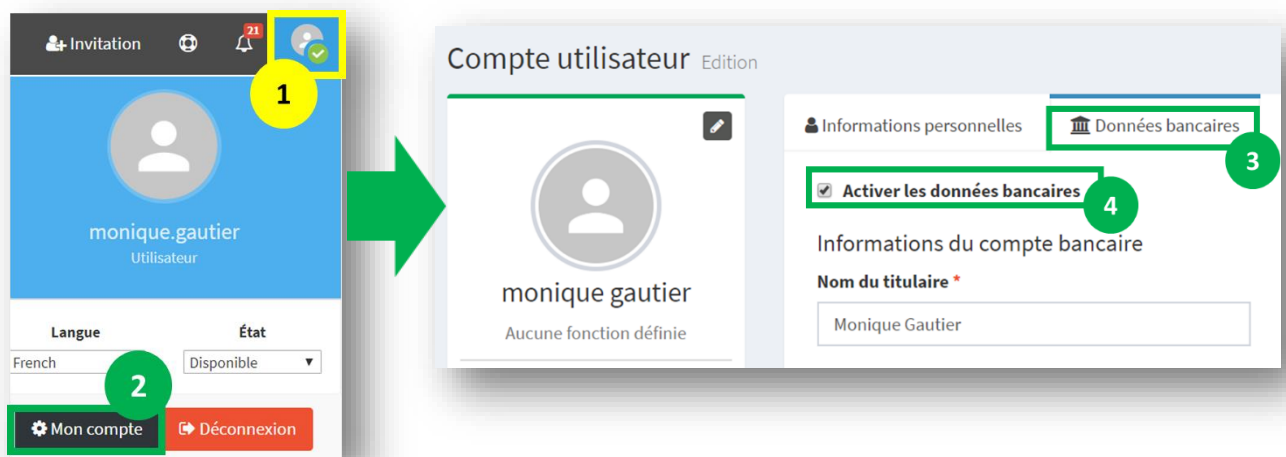 Invitation
21
1
monique.gautier
Utilisateur
Langue
État
French
Disponible
2
Mon compte
Déconnexion
Compte utilisateur Edition
monique gautier
Aucune fonction définie
Informations personnelles
Données bancaires
3
Activer les données bancaires
4
Informations du compte bancaire
Nom du titulaire *
Monique Gautier